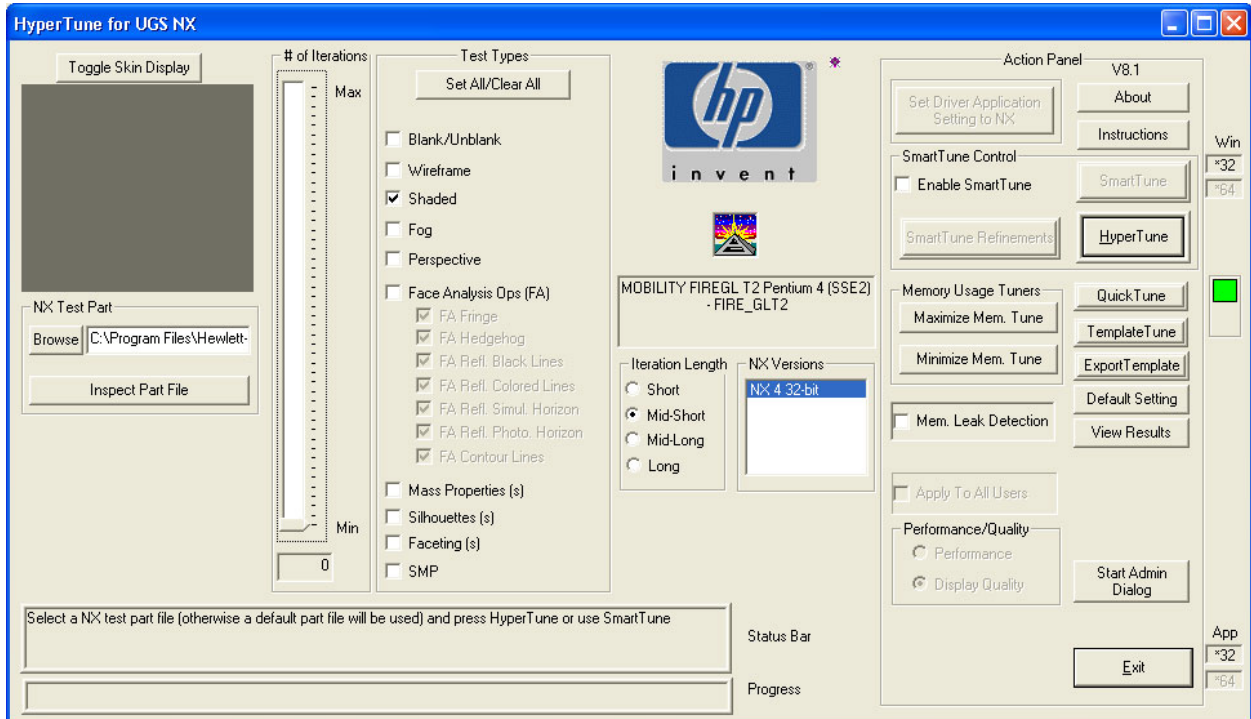 HyperTune for UGS NX
Toggle Skin Display
NX Test Part
Browse
C:\Program Files\Hewlett-
Inspect Part File
# of Iterations
Max
Min
0
Test Types
Set All/Clear All
Blank/Unblank
Wireframe
Shaded
Fog
Perspective
Face Analysis Ops (FA)
FA Fringe
FA Hedgehog
FA Refl. Black Lines
FA Refl. Colored Lines
FA Refl. Simul. Horizon
FA Refl. Photo. Horizon
FA Contour Lines
Mass Properties (s)
Silhouettes (s)
Faceting (s)
SMP
hp
®
invent
MOBILITY FIREGL T2 Pentium 4 (SSE2)
- FIRE_GLT2
Iteration Length
Short
Mid-Short
Mid-Long
Long
NX Versions
NX 4 32-bit
Action Panel
V8.1
Set Driver Application
Setting to NX
About
Instructions
SmartTune Control
Enable SmartTune
SmartTune
SmartTune Refinements
HyperTune
Memory Usage Tuners
Maximize Mem. Tune
Minimize Mem. Tune
QuickTune
TemplateTune
ExportTemplate
Default Setting
View Results
Mem. Leak Detection
Apply To All Users
Performance/Quality
Performance
Display Quality
Start Admin
Dialog
Exit
Win
*32
*64
App
*32
*64
Select a NX test part file (otherwise a default part file will be used) and press HyperTune or use SmartTune
Status Bar
Progress